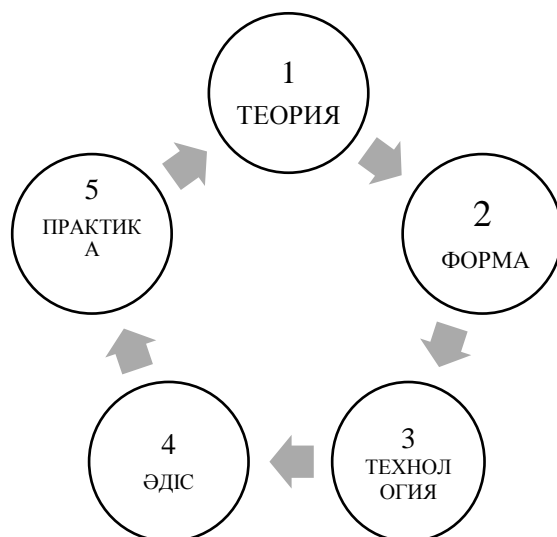 1
ТЕОРИЯ
2
ФОРМА
3
ТЕХНОЛ
ОГИЯ
4
ӘДІС
5
ПРАКТИК
А